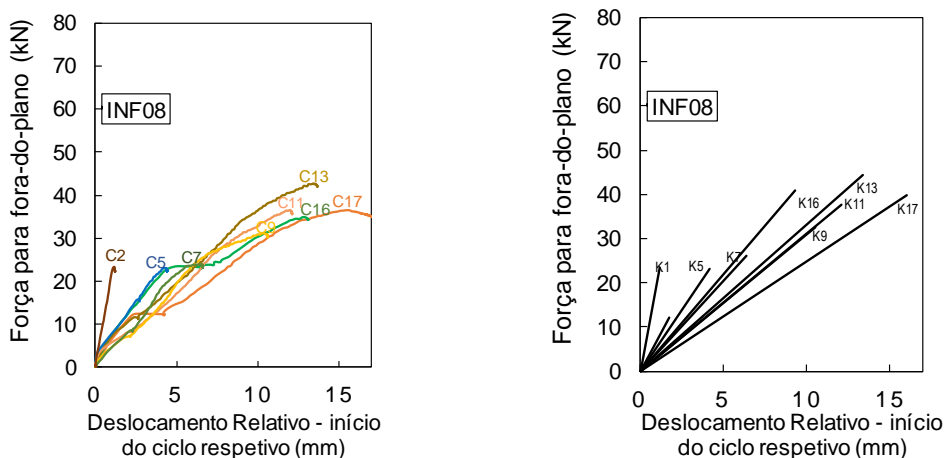 Força para fora-do-plano (kN)
80
70
60
50
40
30
20
10
0
INF08
C2
C5
C7
C9
C11
C13
C16
C17
0
5
10
15
Deslocamento Relativo - início
do ciclo respetivo (mm)
Força para fora-do-plano (kN)
80
70
60
50
40
30
20
10
0
INF08
K1
K5
K7
K16
K13
K11
K9
K17
0
5
10
15
Deslocamento Relativo - início
do ciclo respetivo (mm)